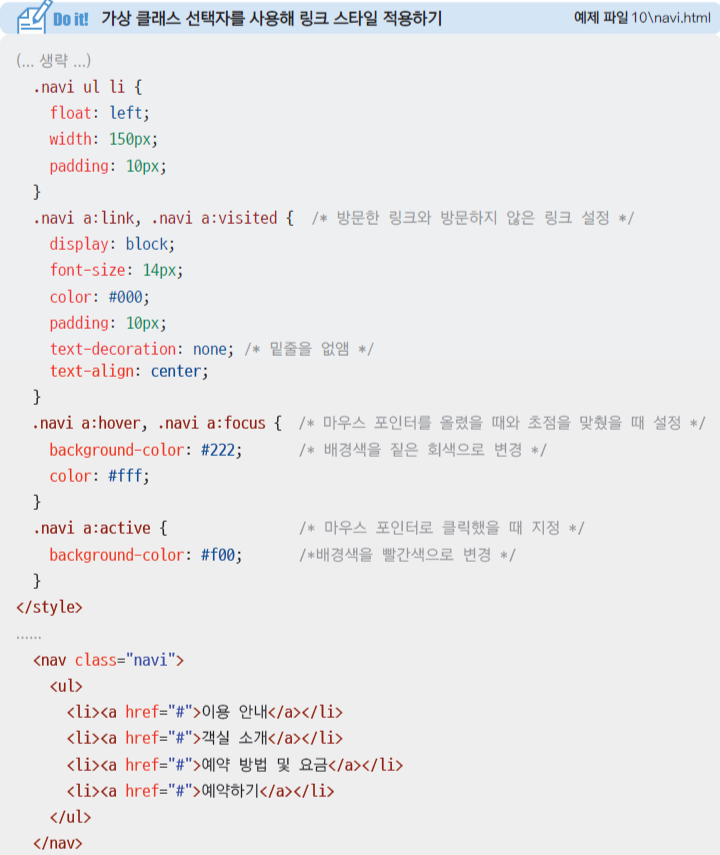 Do it! 가상 클래스 선택자를 사용해 링크 스타일 적용하기 예제 파일 10\navi.html
(... 생략 ...)
.navi ul li {
float: left;
width: 150px;
padding: 10px;
}
.navi a:link, .navi a:visited { /* 방문한 링크와 방문하지 않은 링크 설정 */
display: block;
font-size: 14px;
color: #000;
padding: 10px;
text-decoration: none; /* 밑줄을 없앰 */
text-align: center;
}
.navi a:hover, .navi a:focus { /* 마우스 포인터를 올렸을 때와 초점을 맞췄을 때 설정 */
background-color: #222; /* 배경색을 짙은 회색으로 변경 */
color: #fff;
}
.navi a:active { /* 마우스 포인터로 클릭했을 때 지정 */
background-color: #f00; /*배경색을 빨간색으로 변경 */
}
</style>
......
<nav class="navi">
<ul>
<li><a href="#">이용 안내</a></li>
<li><a href="#">객실 소개</a></li>
<li><a href="#">예약 방법 및 요금</a></li>
<li><a href="#">예약하기</a></li>
</ul>
</nav>